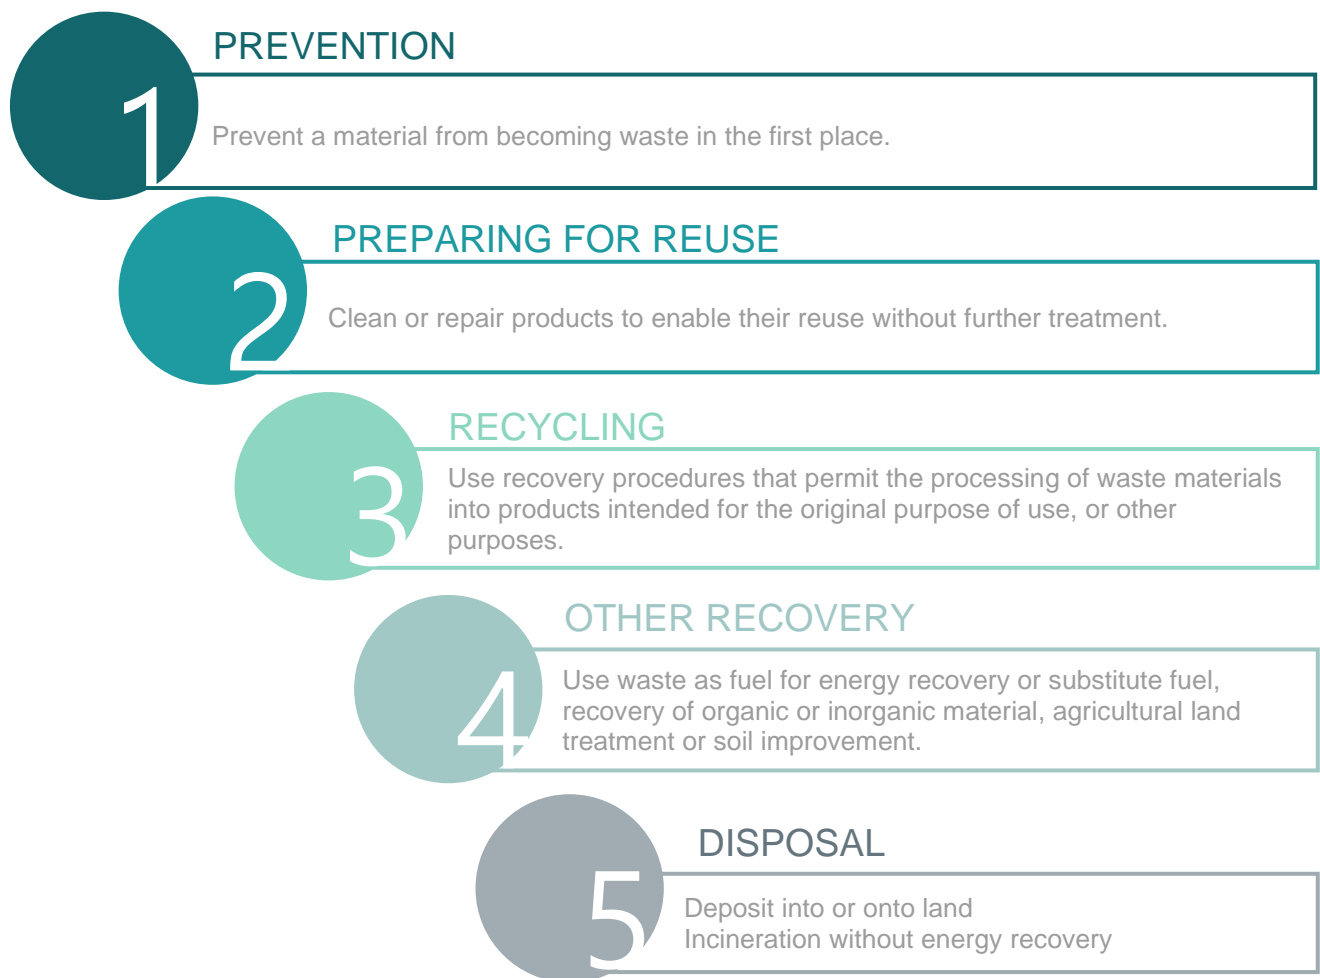 1
PREVENTION
Prevent a material from becoming waste in the first place.
2
PREPARING FOR REUSE
Clean or repair products to enable their reuse without further treatment.
3
RECYCLING
Use recovery procedures that permit the processing of waste materials
into products intended for the original purpose of use, or other
purposes.
4
OTHER RECOVERY
Use waste as fuel for energy recovery or substitute fuel,
recovery of organic or inorganic material, agricultural land
treatment or soil improvement.
5
DISPOSAL
Deposit into or onto land
Incineration without energy recovery